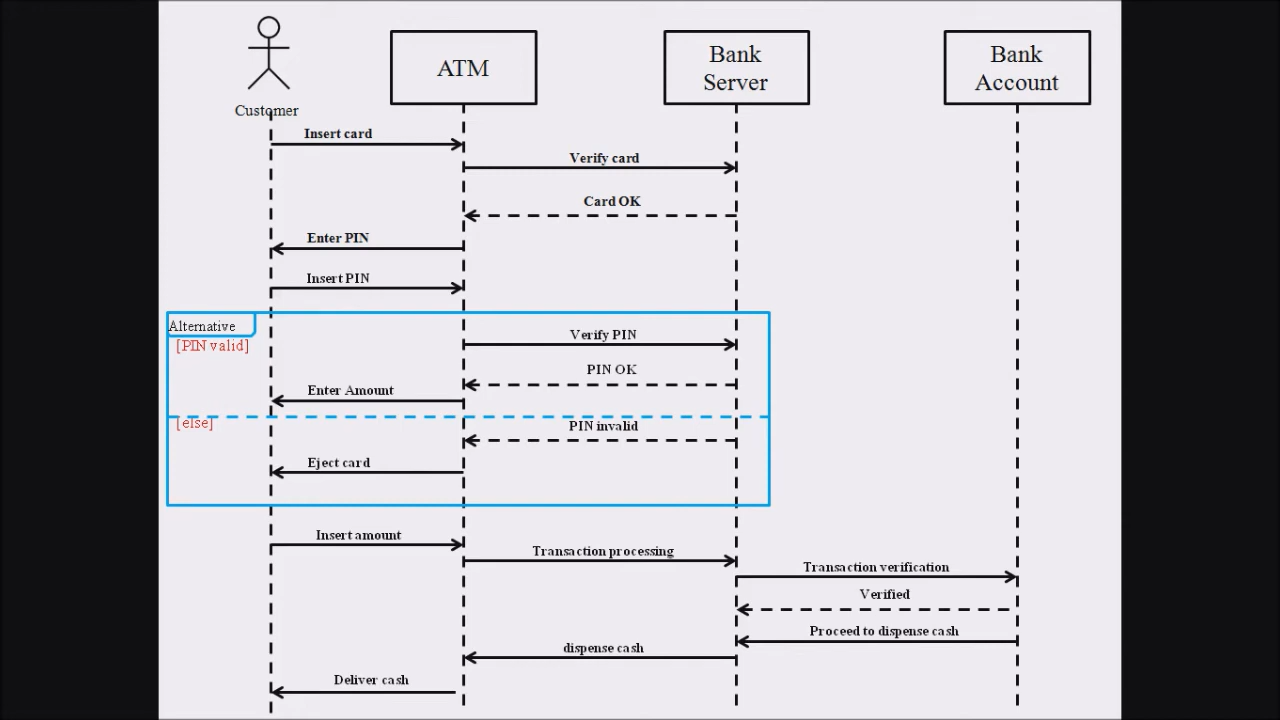 Customer
ATM
Bank
Server
Bank
Account
Insert card
Verify card
Card OK
Enter PIN
Insert PIN
Alternative
[PIN valid]
Verify PIN
PIN OK
Enter Amount
[else]
PIN invalid
Eject card
Insert amount
Transaction processing
Transaction verification
Verified
Proceed to dispense cash
dispense cash
Deliver cash